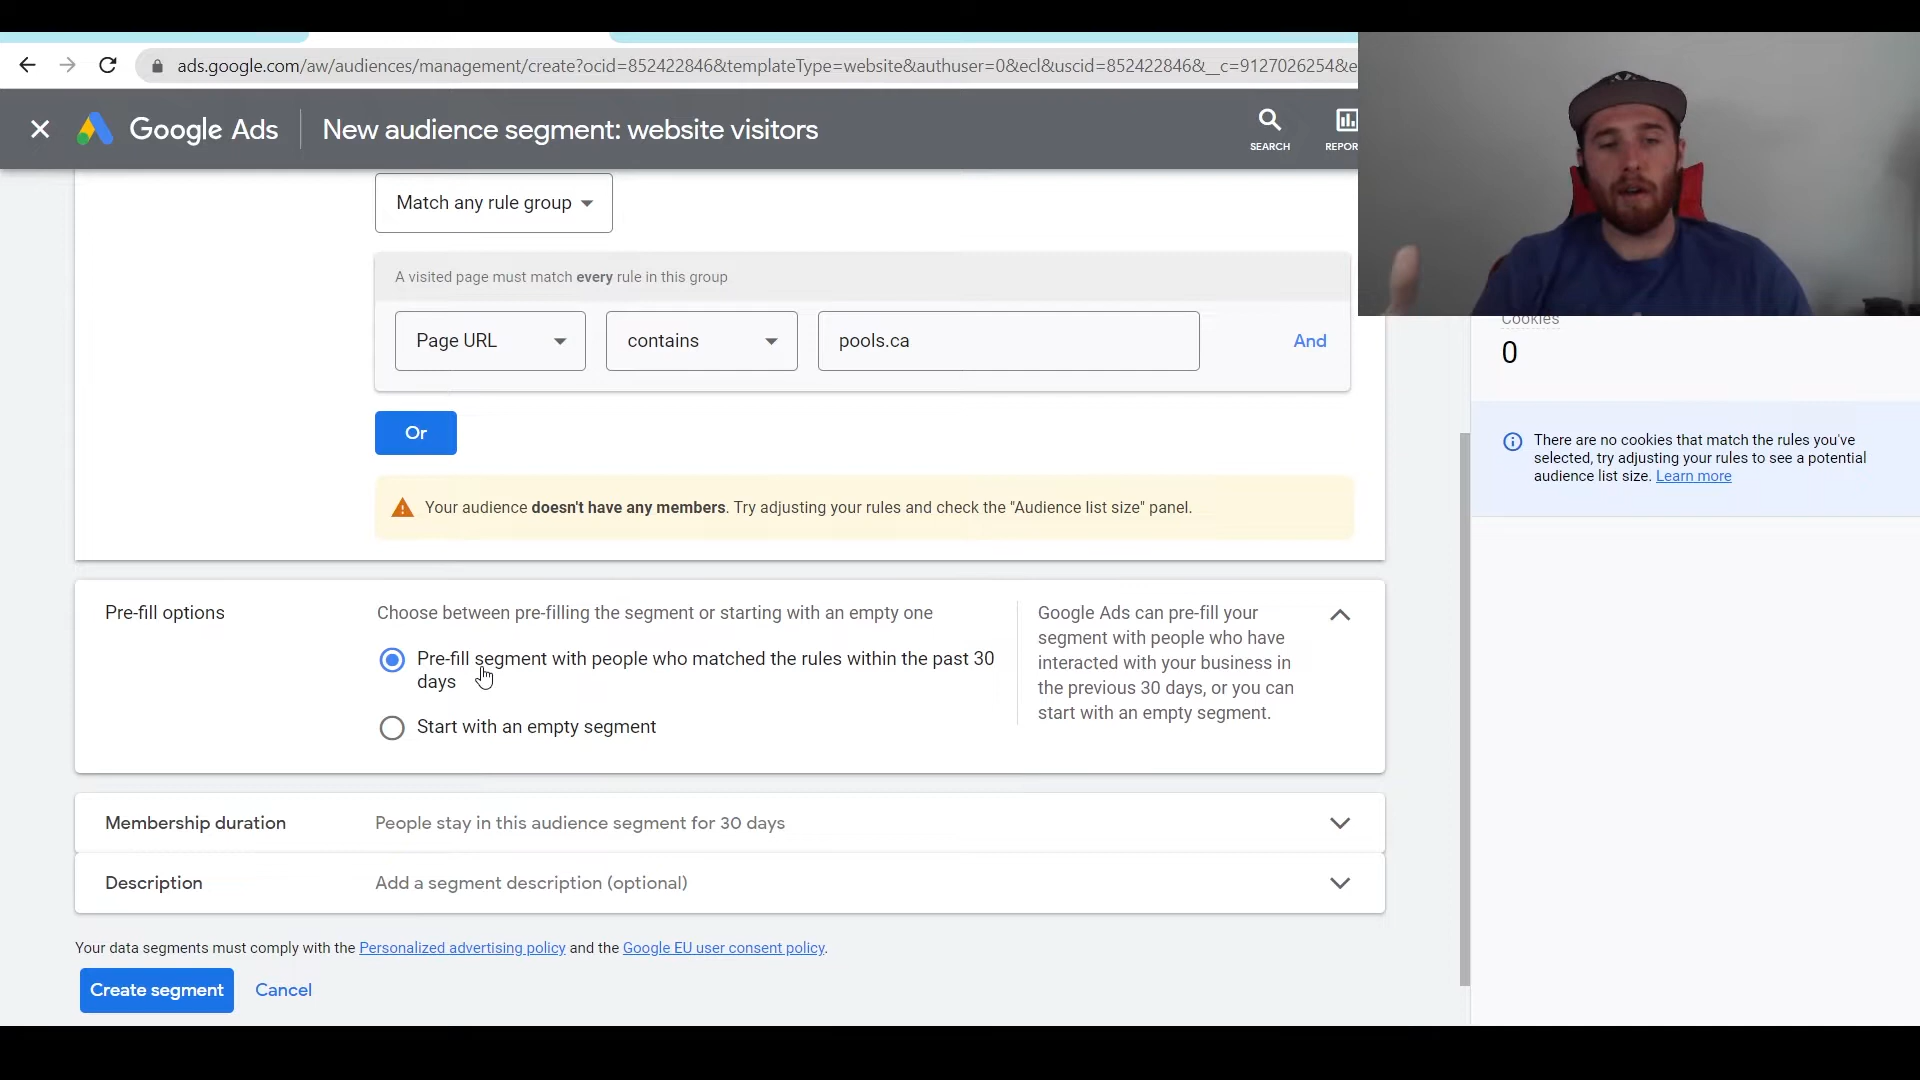 ads.google.com/aw/audiences/management/create?ocid=852422846&templateType=website&authuser=0&ecl&uscid=852422846&__c=9127026254&e
Google Ads
New audience segment: website visitors
SEARCH
REPOR
Match any rule group
A visited page must match every rule in this group
Page URL
contains
pools.ca
And
Or
Your audience doesn't have any members. Try adjusting your rules and check the "Audience list size" panel.
Cookies
0
There are no cookies that match the rules you've
selected, try adjusting your rules to see a potential
audience list size. Learn more
Pre-fill options
Choose between pre-filling the segment or starting with an empty one
Pre-fill segment with people who matched the rules within the past 30
days
Start with an empty segment
Google Ads can pre-fill your
segment with people who have
interacted with your business in
the previous 30 days, or you can
start with an empty segment.
Membership duration
People stay in this audience segment for 30 days
Description
Add a segment description (optional)
Your data segments must comply with the Personalized advertising policy and the Google EU user consent policy.
Create segment
Cancel